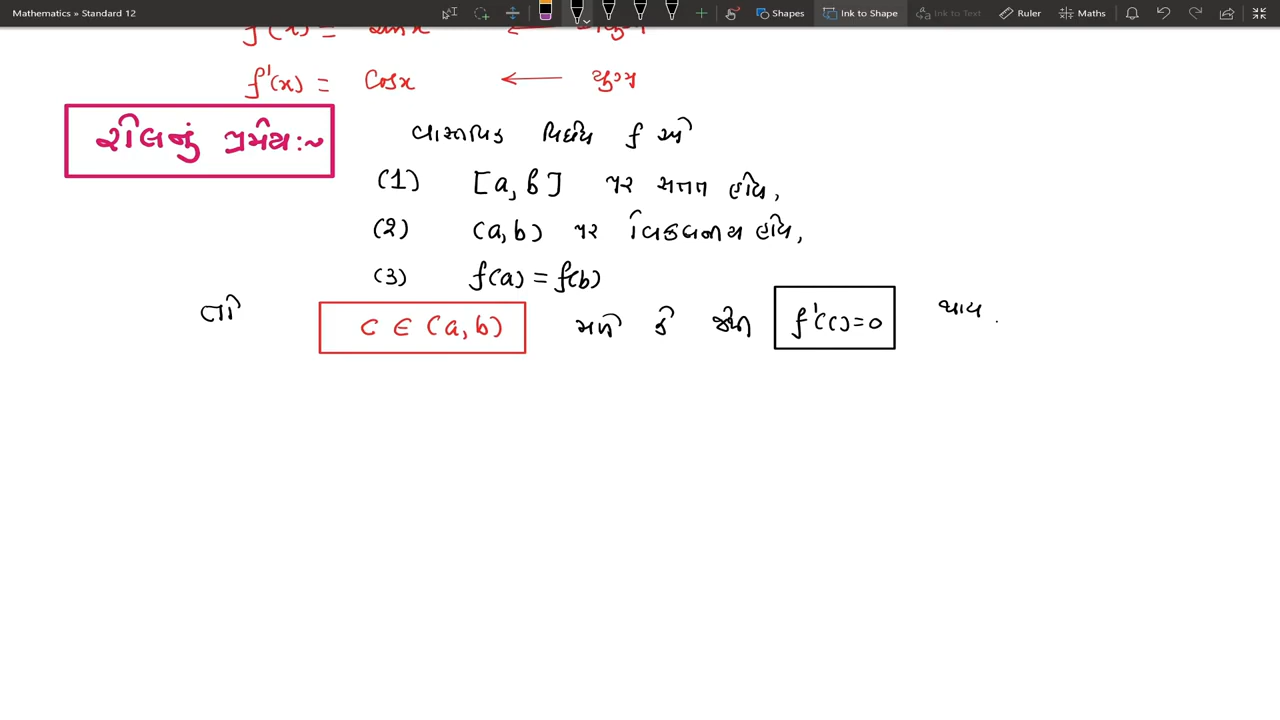 Mathematics » Standard 12
Shapes Ink to Shape Ink to Text Ruler Maths
f'(x) = cosx ← યુગ્મ
રોલનું પ્રમેય :~ વાસ્તવિક વિધેય f એ
(1) [a, b] પર સતત હોય,
(2) (a, b) પર વિકલનીય હોય,
(3) f(a) = f(b)
તો c ∈ (a, b) મળે કે જેથી f'(c)=0 થાય.